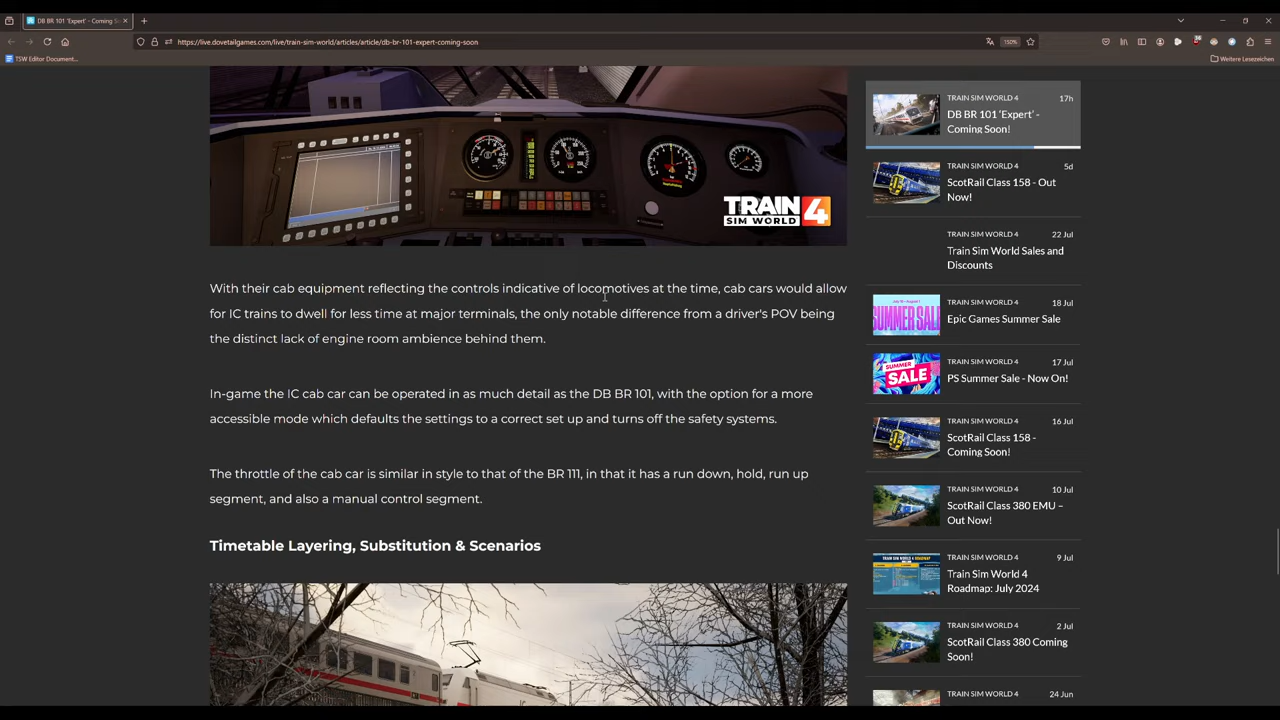 DB BR 101 'Expert' - Coming S
https://live.dovetailgames.com/live/train-sim-world/articles/article/db-br-101-expert-coming-soon
150%
TSW Editor Document...
Weitere Lesezeichen
TRAIN
SIM WORLD
4
With their cab equipment reflecting the controls indicative of locomotives at the time, cab cars would allow
for IC trains to dwell for less time at major terminals, the only notable difference from a driver's POV being
the distinct lack of engine room ambience behind them.
In-game the IC cab car can be operated in as much detail as the DB BR 101, with the option for a more
accessible mode which defaults the settings to a correct set up and turns off the safety systems.
The throttle of the cab car is similar in style to that of the BR 111, in that it has a run down, hold, run up
segment, and also a manual control segment.
Timetable Layering, Substitution & Scenarios
TRAIN SIM WORLD 4 17h
DB BR 101 'Expert' -
Coming Soon!
TRAIN SIM WORLD 4 5d
ScotRail Class 158 - Out
Now!
TRAIN SIM WORLD 4 22 Jul
Train Sim World Sales and
Discounts
TRAIN SIM WORLD 4 18 Jul
Epic Games Summer Sale
SUMMER SALE
TRAIN SIM WORLD 4 17 Jul
PS Summer Sale - Now On!
SUMMER
SALE
TRAIN SIM WORLD 4 16 Jul
ScotRail Class 158 -
Coming Soon!
TRAIN SIM WORLD 4 10 Jul
ScotRail Class 380 EMU –
Out Now!
TRAIN SIM WORLD 4 9 Jul
Train Sim World 4
Roadmap: July 2024
TRAIN SIM WORLD 4 2 Jul
ScotRail Class 380 Coming
Soon!
TRAIN SIM WORLD 4 24 Jun